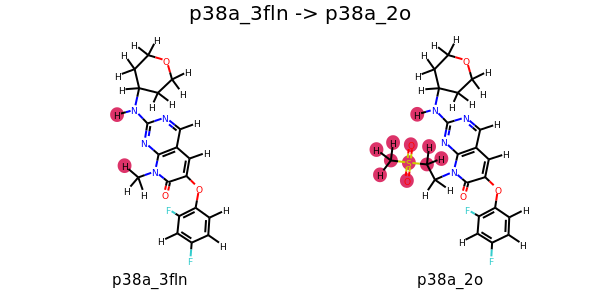 p38a_3fln -> p38a_2o
H H H H
H O H O
H H H H
H H H H
H H H H
H N N H H N N H
N H O H H N H
H H O H H S N
H N O O H O O O
H H O H H
F H F H
H H H H
F F
p38a_3fln p38a_2o